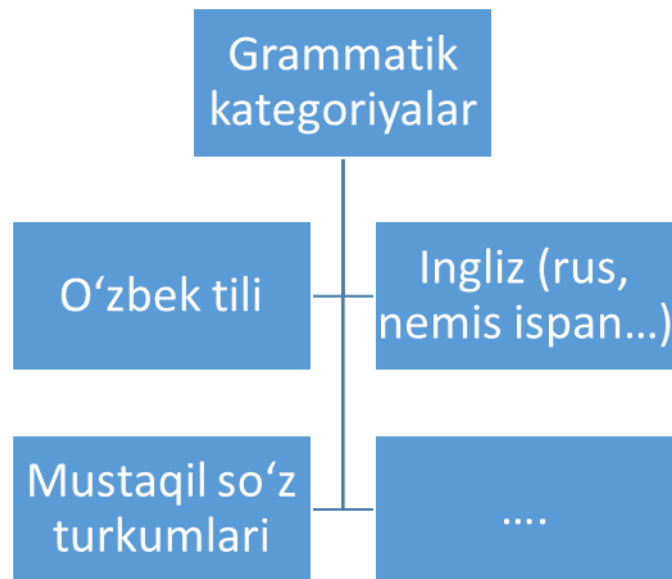 Grammatik
kategoriyalar
O‘zbek tili
Ingliz (rus,
nemis ispan...)
Mustaqil so‘z
turkumlari
....